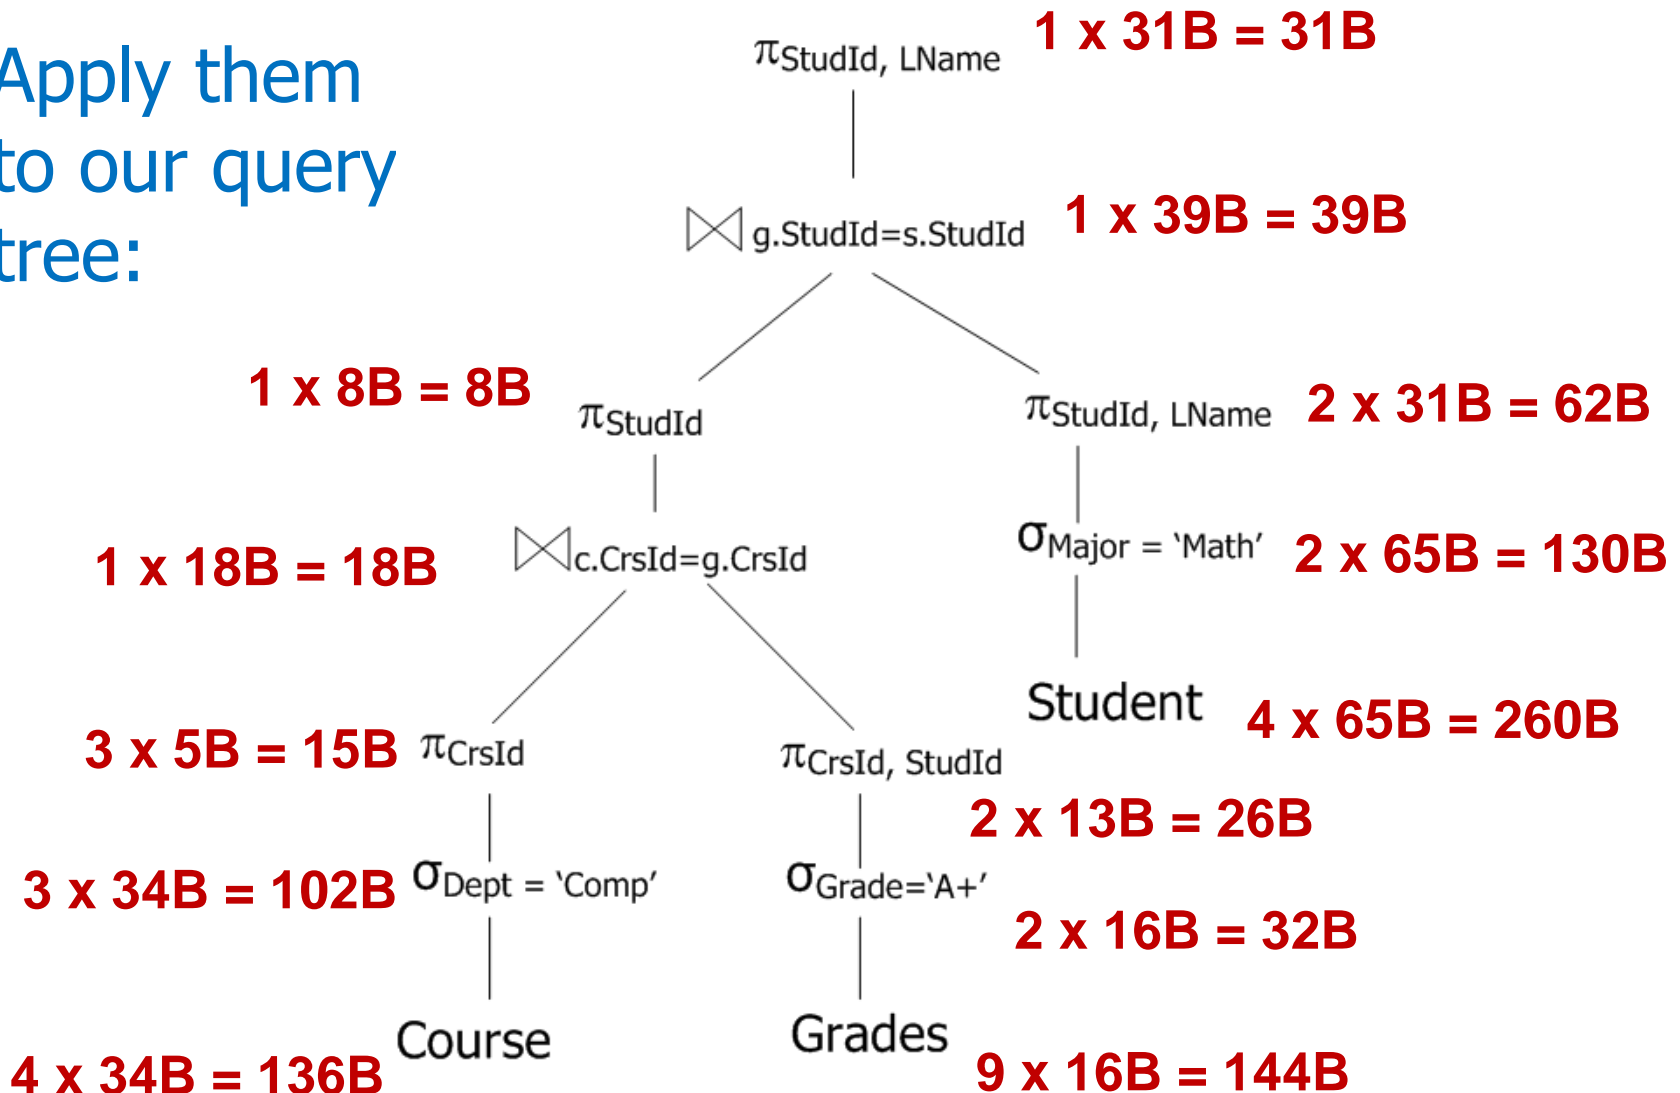 Apply them
to our query
tree:
πStudId, LName 1 x 31B = 31B
⋈ g.StudId=s.StudId 1 x 39B = 39B
1 x 8B = 8B πStudId
πStudId, LName 2 x 31B = 62B
1 x 18B = 18B ⋈c.CrsId=g.CrsId
σMajor = ‘Math’ 2 x 65B = 130B
Student 4 x 65B = 260B
3 x 5B = 15B πCrsId
πCrsId, StudId
2 x 13B = 26B
3 x 34B = 102B σDept = ‘Comp’
σGrade=‘A+’
2 x 16B = 32B
Course
4 x 34B = 136B
Grades
9 x 16B = 144B